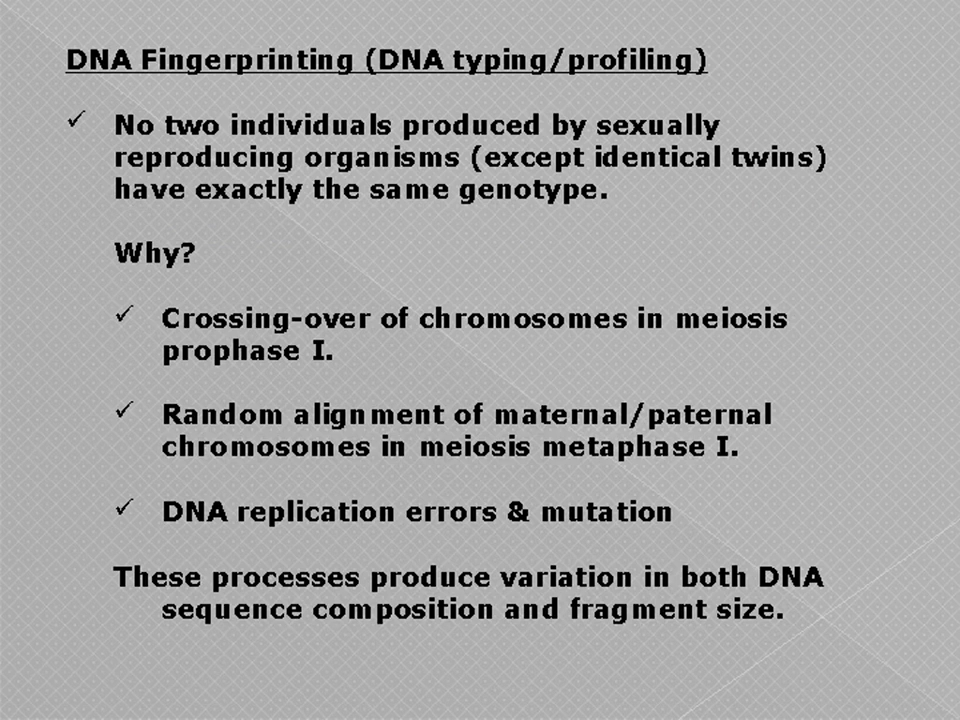 DNA Fingerprinting (DNA typing/profiling)
✓ No two individuals produced by sexually
reproducing organisms (except identical twins)
have exactly the same genotype.
Why?
✓ Crossing-over of chromosomes in meiosis
prophase I.
✓ Random alignment of maternal/paternal
chromosomes in meiosis metaphase I.
✓ DNA replication errors & mutation
These processes produce variation in both DNA
sequence composition and fragment size.